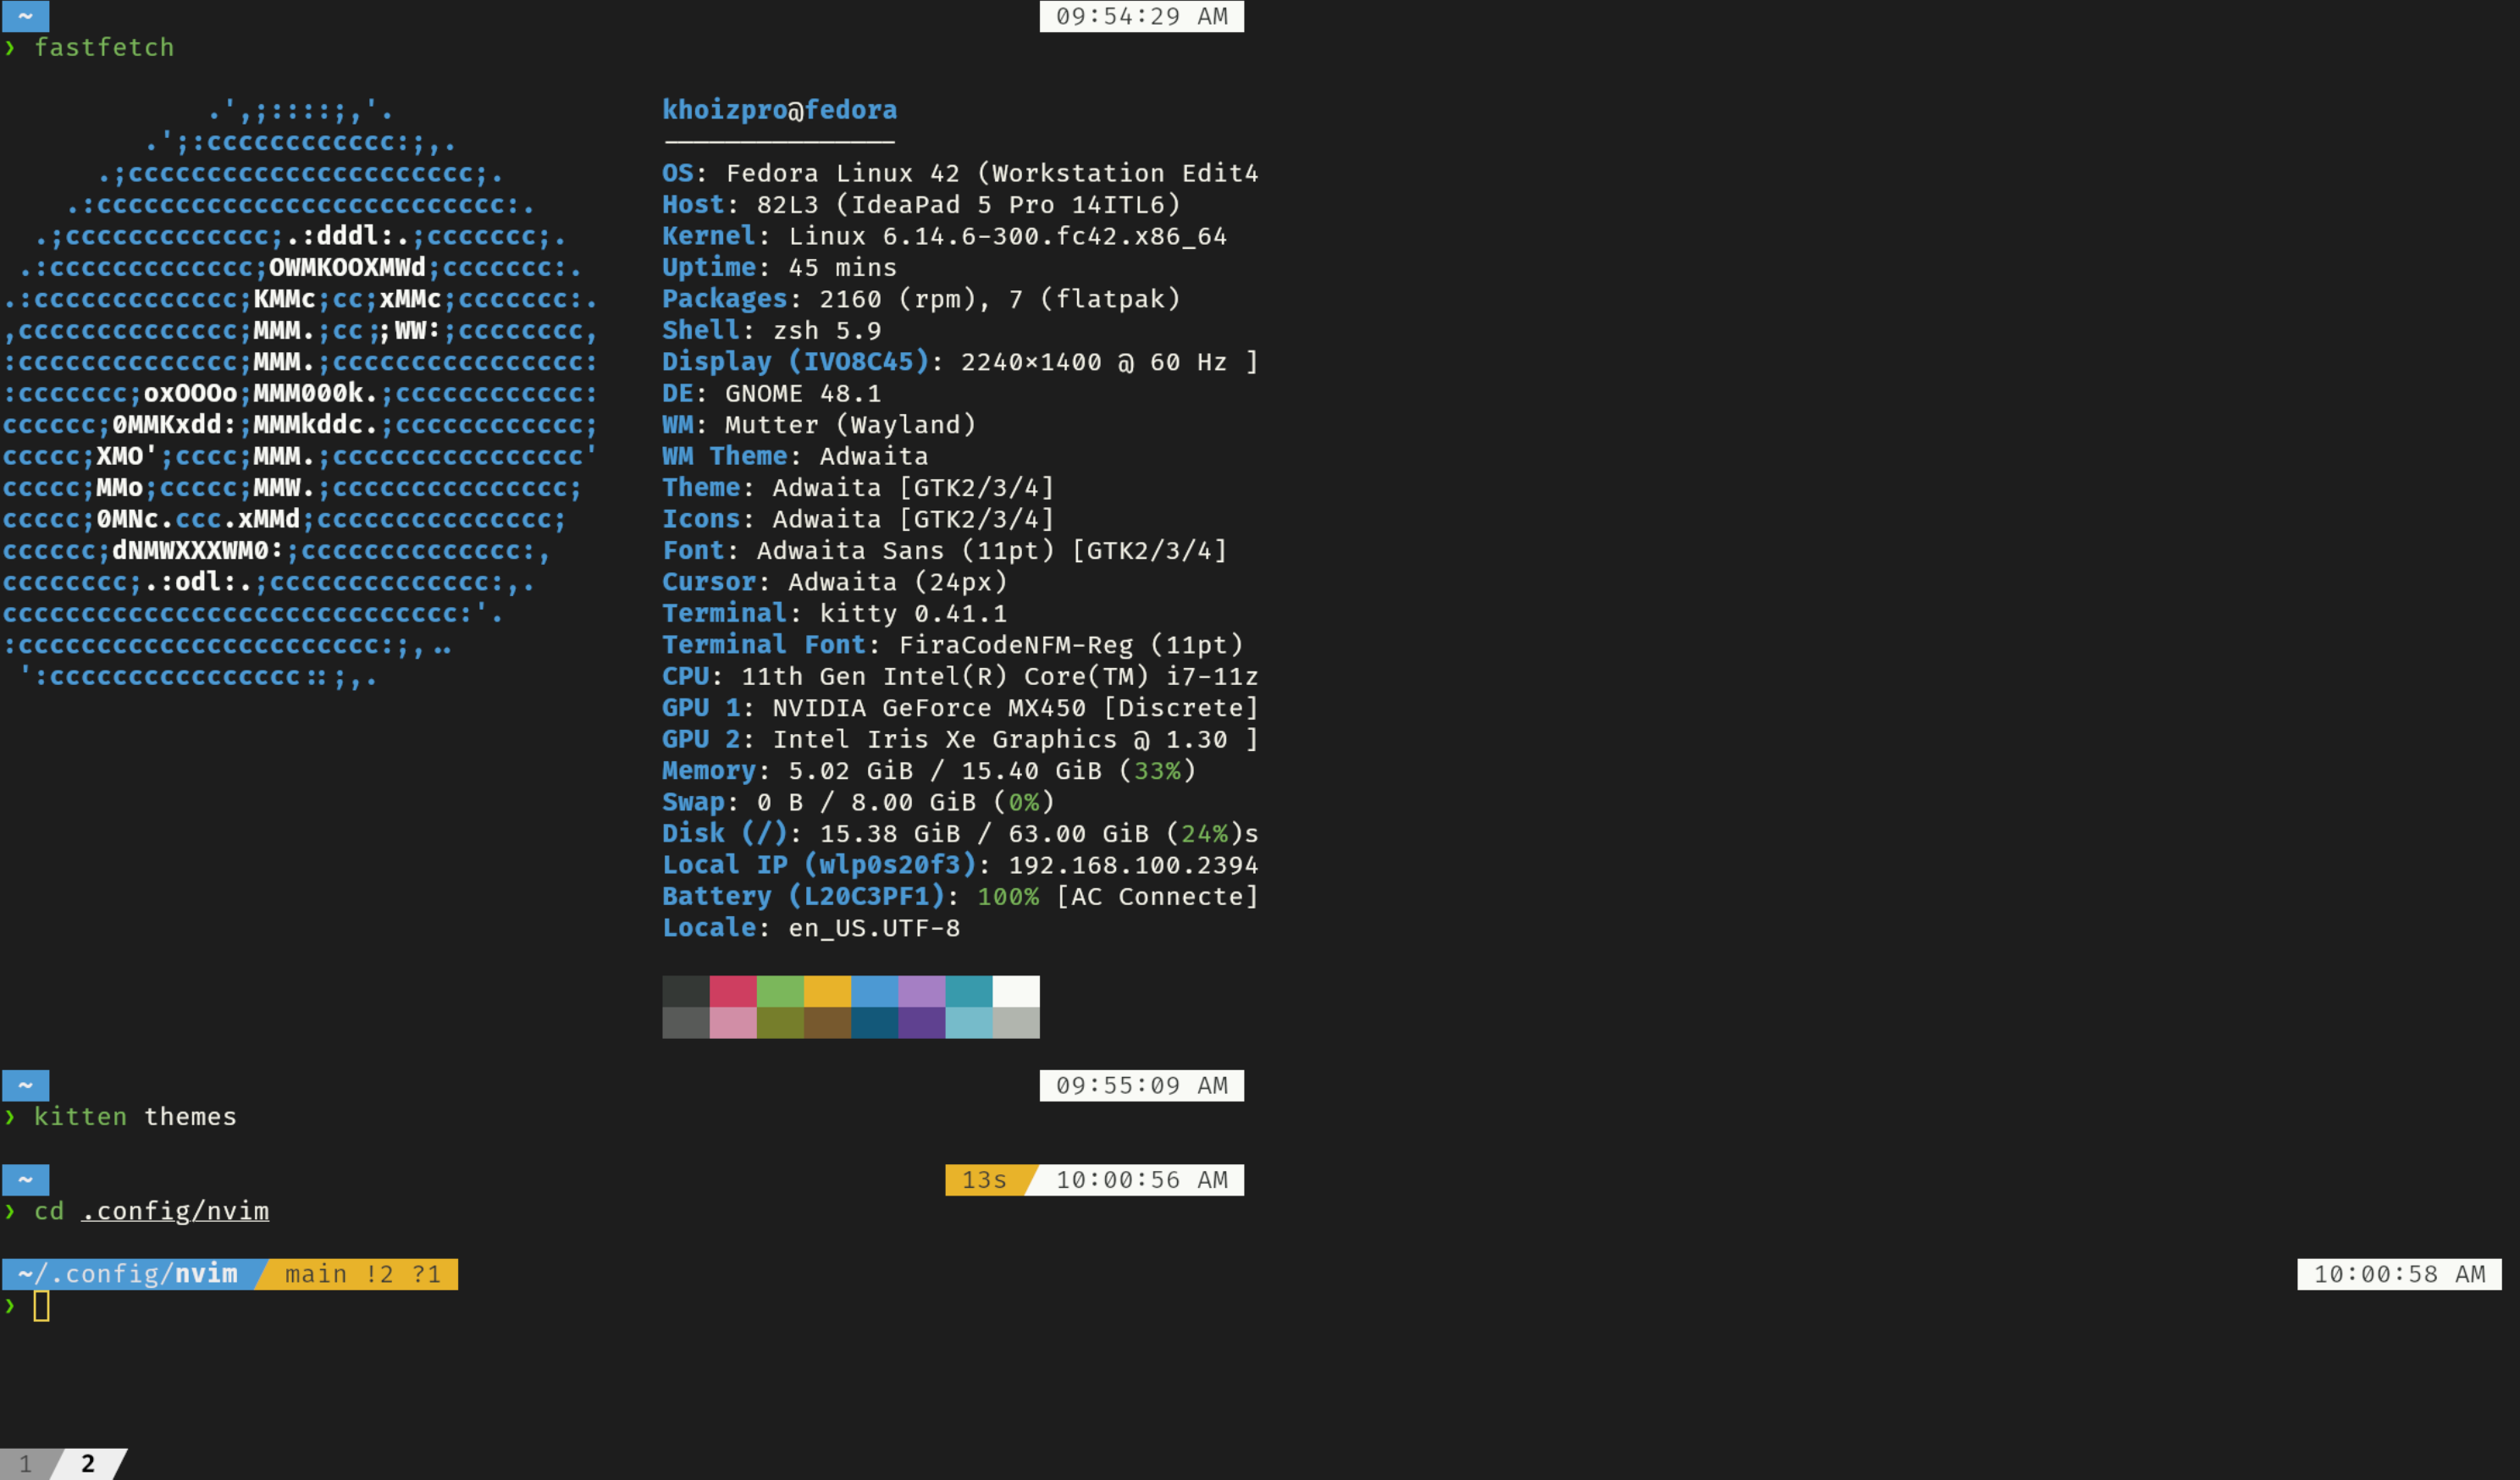 ~ 09:54:29 AM
❯ fastfetch
.',;::::;,'. khoizpro@fedora
.';:cccccccccccc:;,. ---------------
.;cccccccccccccccccccccc;. OS: Fedora Linux 42 (Workstation Edit4
.:cccccccccccccccccccccccccc:. Host: 82L3 (IdeaPad 5 Pro 14ITL6)
.;ccccccccccccc;.:dddl:.;ccccccc;. Kernel: Linux 6.14.6-300.fc42.x86_64
.:ccccccccccccc;OWMKOOXMWd;ccccccc:. Uptime: 45 mins
.:ccccccccccccc;KMMc;cc;xMMc;ccccccc:. Packages: 2160 (rpm), 7 (flatpak)
,cccccccccccccc;MMM.;cc;;WW:;cccccccc, Shell: zsh 5.9
:cccccccccccccc;MMM.;cccccccccccccccc: Display (IVO8C45): 2240×1400 @ 60 Hz ]
:ccccccc;oxOOOo;MMM000k.;cccccccccccc: DE: GNOME 48.1
cccccc;0MMKxdd:;MMMkddc.;cccccccccccc; WM: Mutter (Wayland)
ccccc;XMO';cccc;MMM.;cccccccccccccccc' WM Theme: Adwaita
ccccc;MMo;ccccc;MMW.;ccccccccccccccc; Theme: Adwaita [GTK2/3/4]
ccccc;0MNc.ccc.xMMd;ccccccccccccccc; Icons: Adwaita [GTK2/3/4]
cccccc;dNMWXXXWM0:;cccccccccccccc:, Font: Adwaita Sans (11pt) [GTK2/3/4]
cccccccc;.:odl:.;cccccccccccccc:,. Cursor: Adwaita (24px)
ccccccccccccccccccccccccccccc:'. Terminal: kitty 0.41.1
:ccccccccccccccccccccccc:;,.. Terminal Font: FiraCodeNFM-Reg (11pt)
':cccccccccccccccc::;,. CPU: 11th Gen Intel(R) Core(TM) i7-11z
GPU 1: NVIDIA GeForce MX450 [Discrete]
GPU 2: Intel Iris Xe Graphics @ 1.30 ]
Memory: 5.02 GiB / 15.40 GiB (33%)
Swap: 0 B / 8.00 GiB (0%)
Disk (/): 15.38 GiB / 63.00 GiB (24%)s
Local IP (wlp0s20f3): 192.168.100.2394
Battery (L20C3PF1): 100% [AC Connecte]
Locale: en_US.UTF-8
~ 09:55:09 AM
❯ kitten themes
~ 13s 10:00:56 AM
❯ cd .config/nvim
~/.config/nvim main !2 ?1 10:00:58 AM
❯
1 2